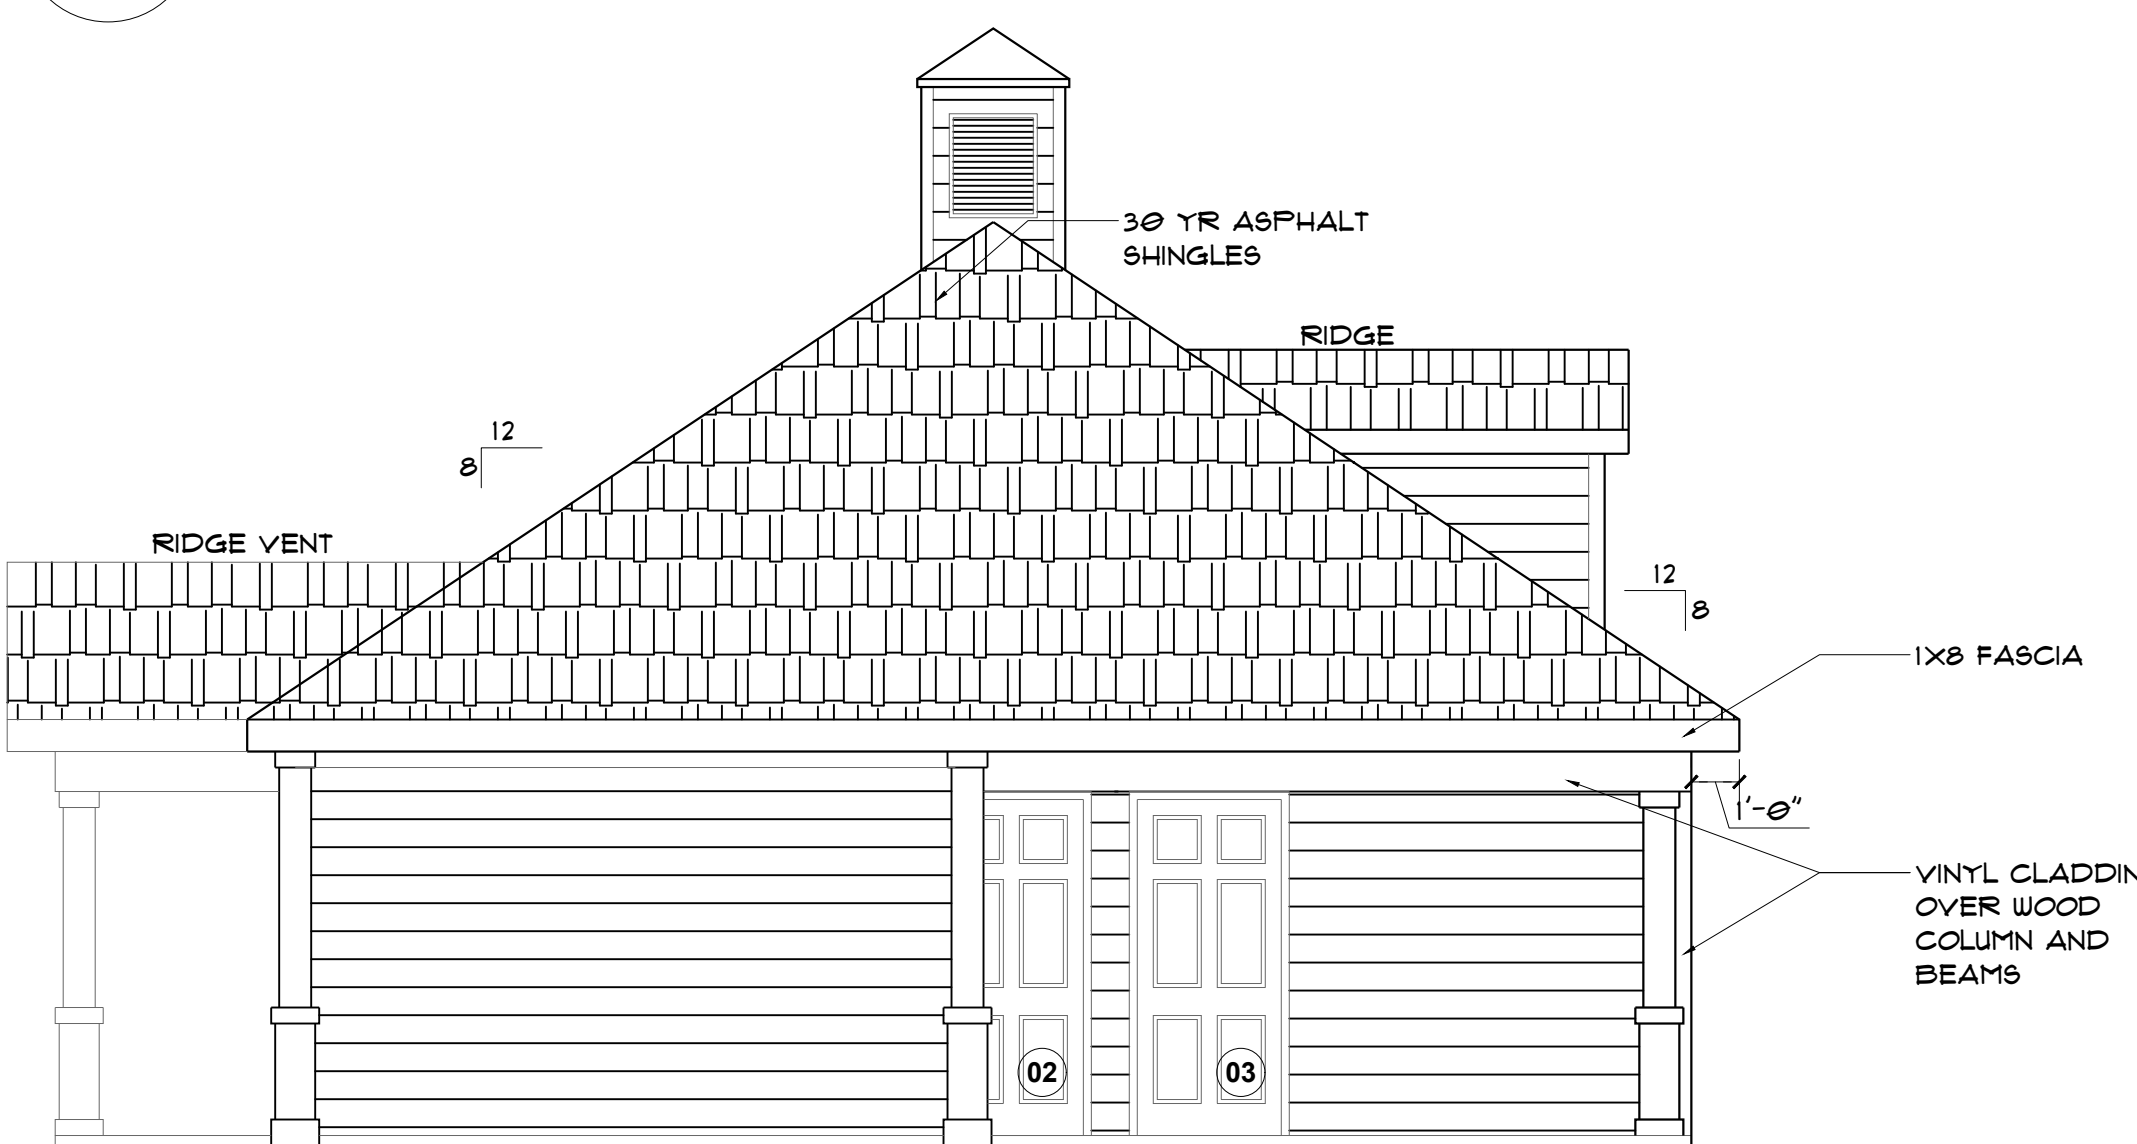 30 YR ASPHALT
SHINGLES
RIDGE
12
8
RIDGE VENT
12
8
1X8 FASCIA
1'-0"
VINYL CLADDIN
OVER WOOD
COLUMN AND
BEAMS
02
03